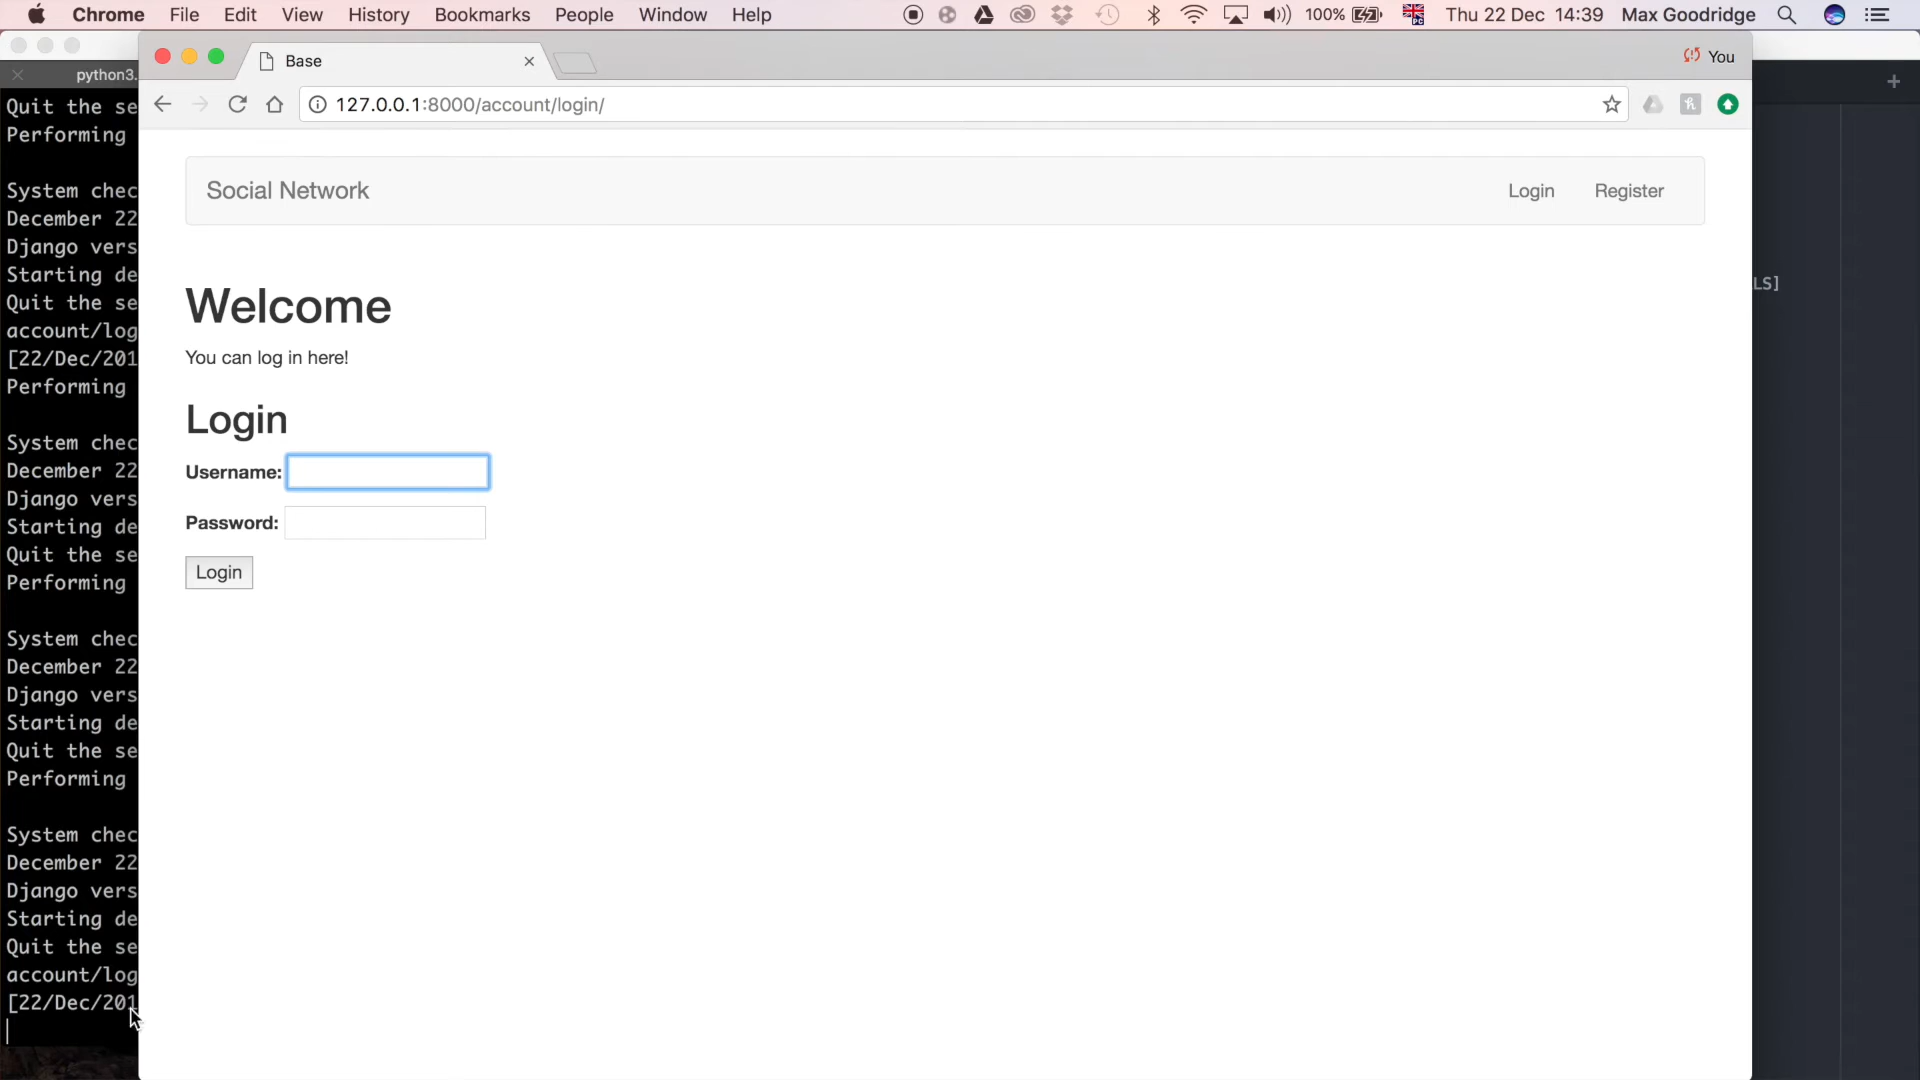 Chrome File Edit View History Bookmarks People Window Help 100% Thu 22 Dec 14:39 Max Goodridge
python3.
Base
You
127.0.0.1:8000/account/login/
Quit the se
Performing
System chec
December 22
Django vers
Starting de
Quit the se
account/log
[22/Dec/201
Performing
System chec
December 22
Django vers
Starting de
Quit the se
Performing
System chec
December 22
Django vers
Starting de
Quit the se
Performing
System chec
December 22
Django vers
Starting de
Quit the se
account/log
[22/Dec/201
Social Network Login Register
LS]
Welcome
You can log in here!
Login
Username:
Password:
Login